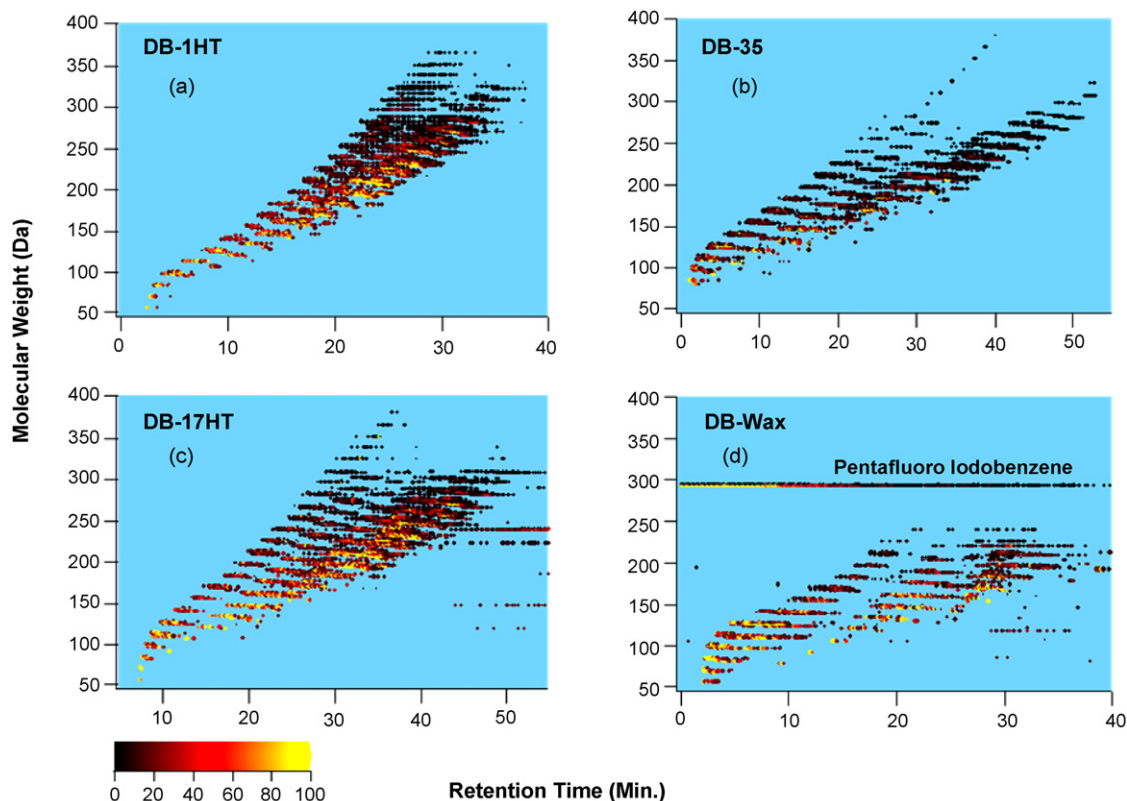 400
350
300
250
200
150
100
50
DB-1HT
(a)
0 10 20 30 40
400
350
300
250
200
150
100
50
DB-35
(b)
0 10 20 30 40 50
Molecular Weight (Da)
400
350
300
250
200
150
100
50
DB-17HT
(c)
10 20 30 40 50
400
350
300
250
200
150
100
50
DB-Wax
(d)
Pentafluoro Iodobenzene
0 10 20 30 40
0 20 40 60 80 100
Retention Time (Min.)